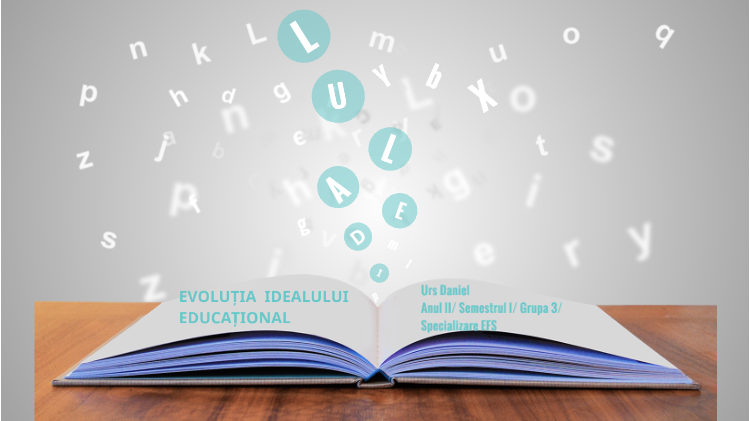 L
U
L
A
E
D
I
EVOLUȚIA IDEALULUI
EDUCAȚIONAL
Urs Daniel
Anul II/ Semestrul I/ Grupa 3/
Specializare EFS